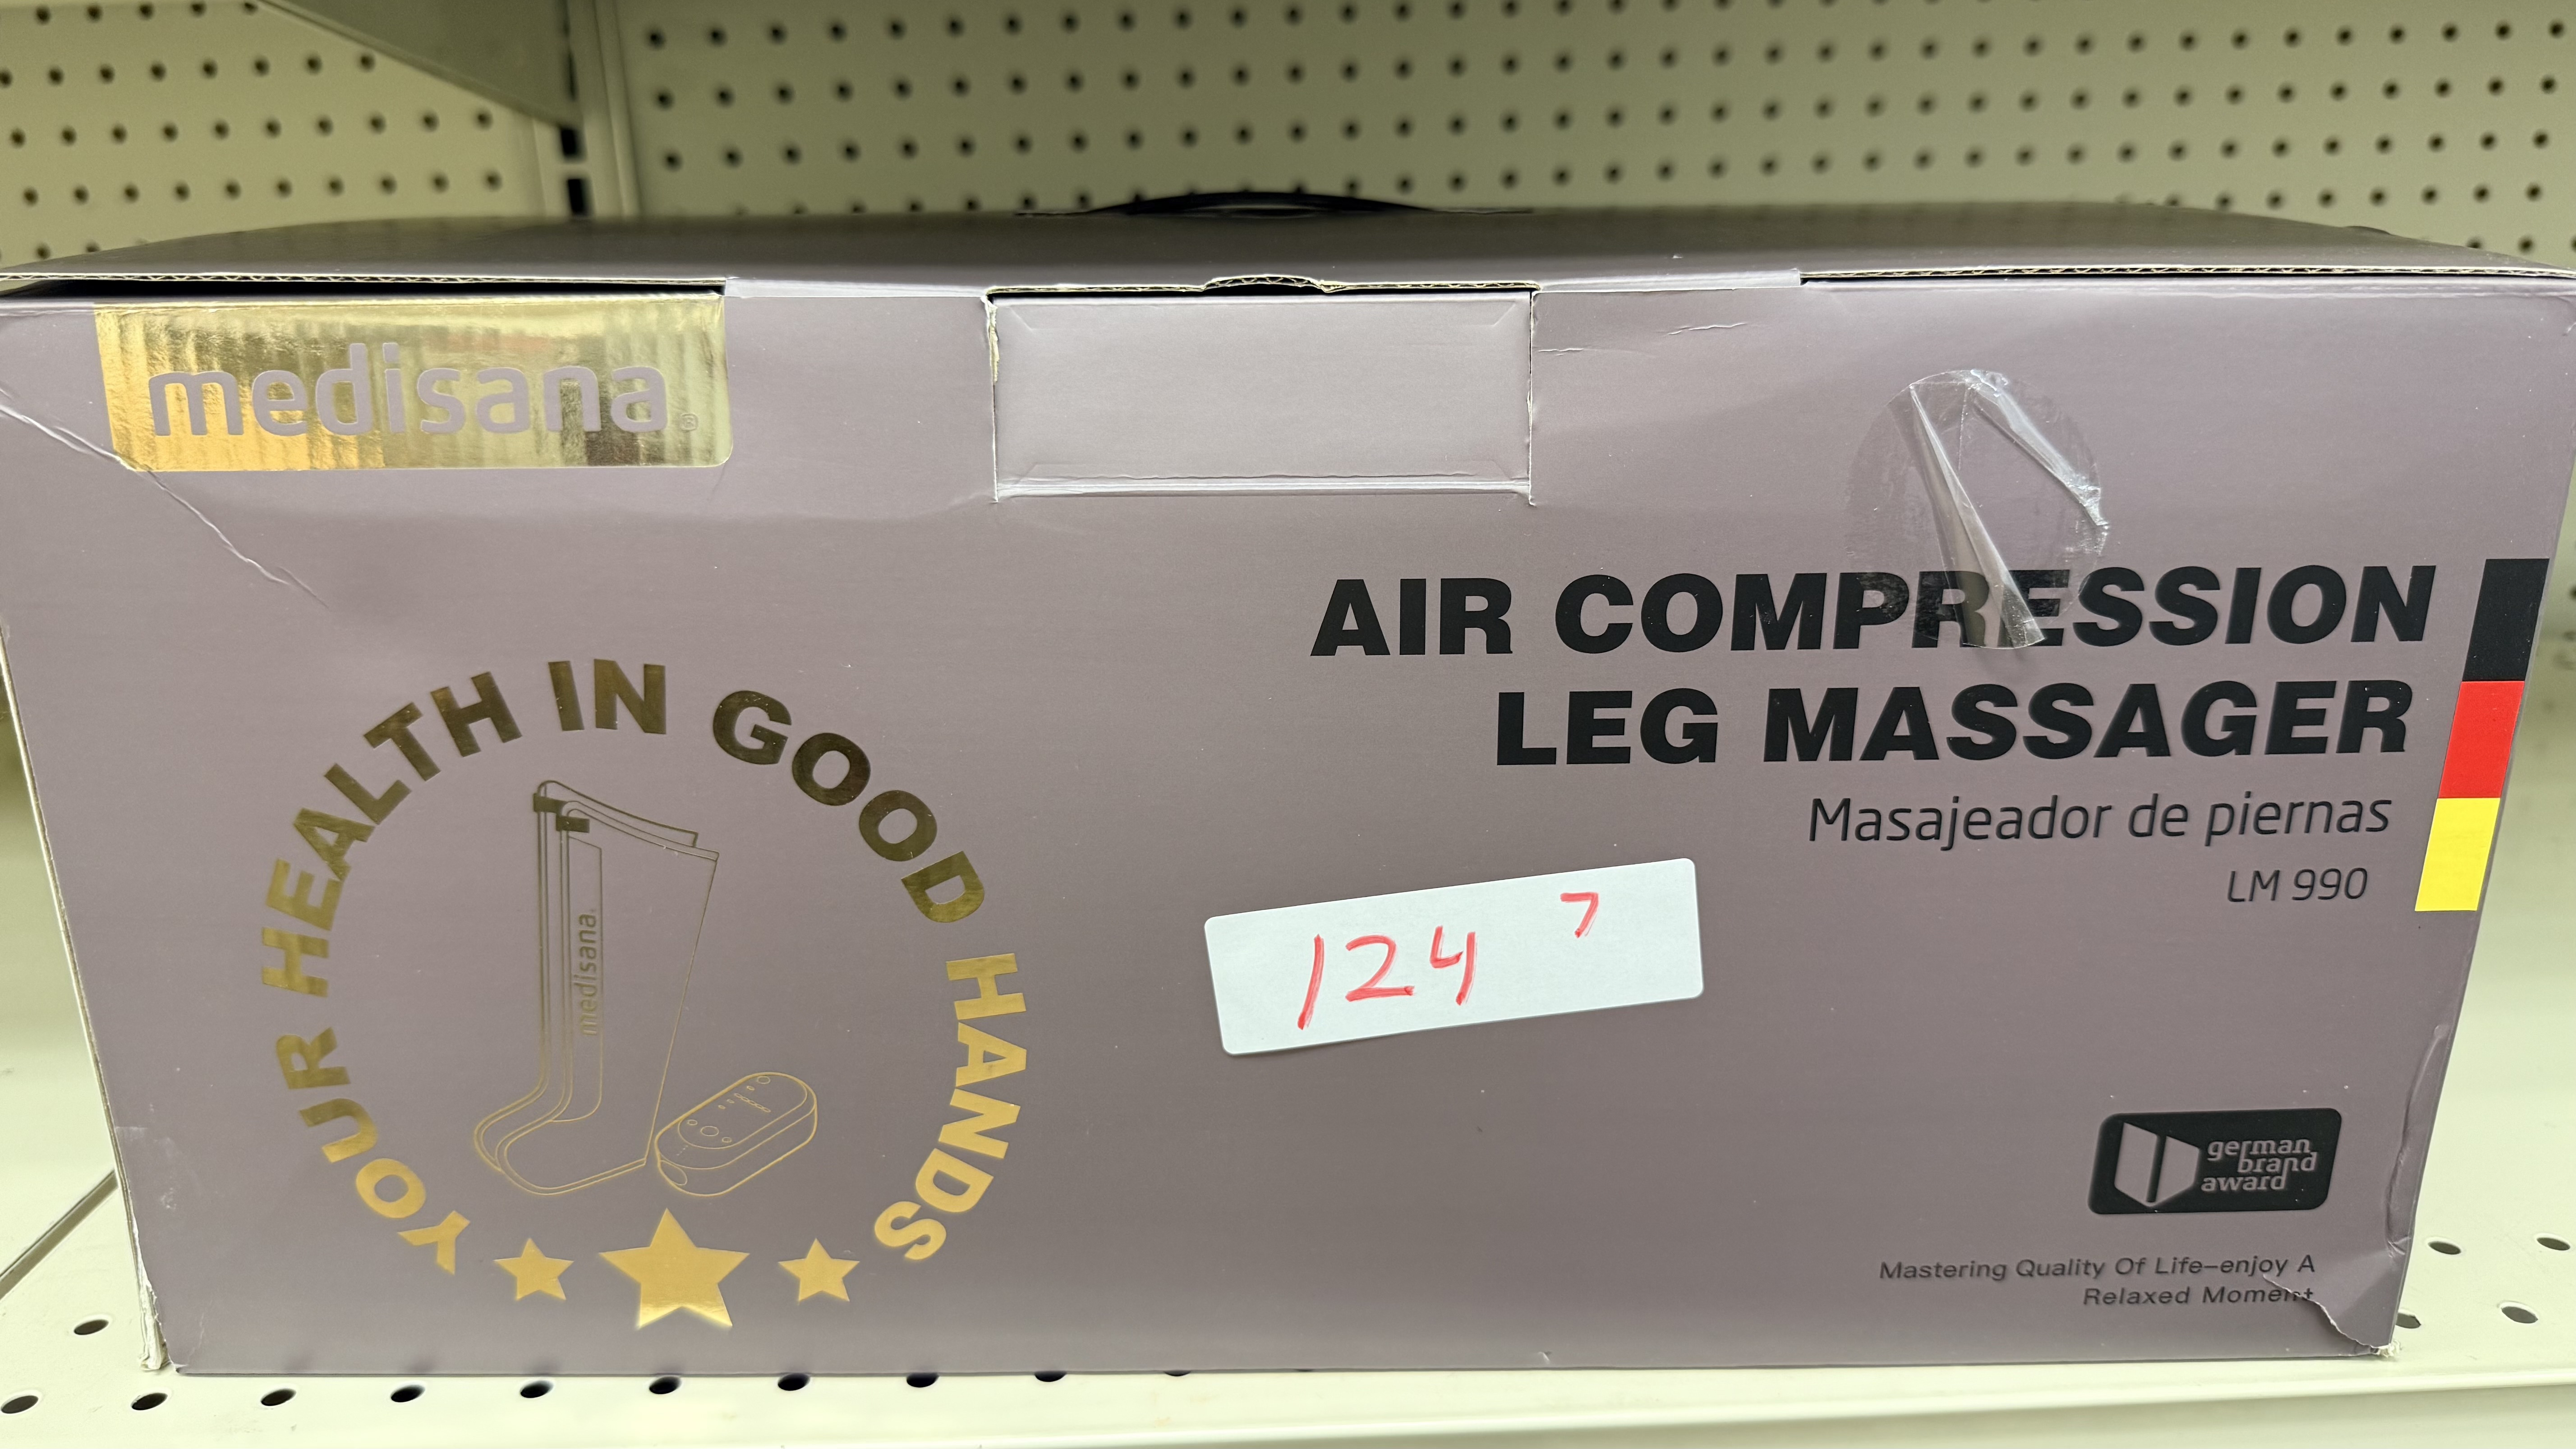 medisana®
AIR COMPRESSION
LEG MASSAGER
Masajeador de piernas
LM 990
YOUR HEALTH IN GOOD HANDS
medisana
124 7
german
brand
award
Mastering Quality Of Life-enjoy A
Relaxed Moment